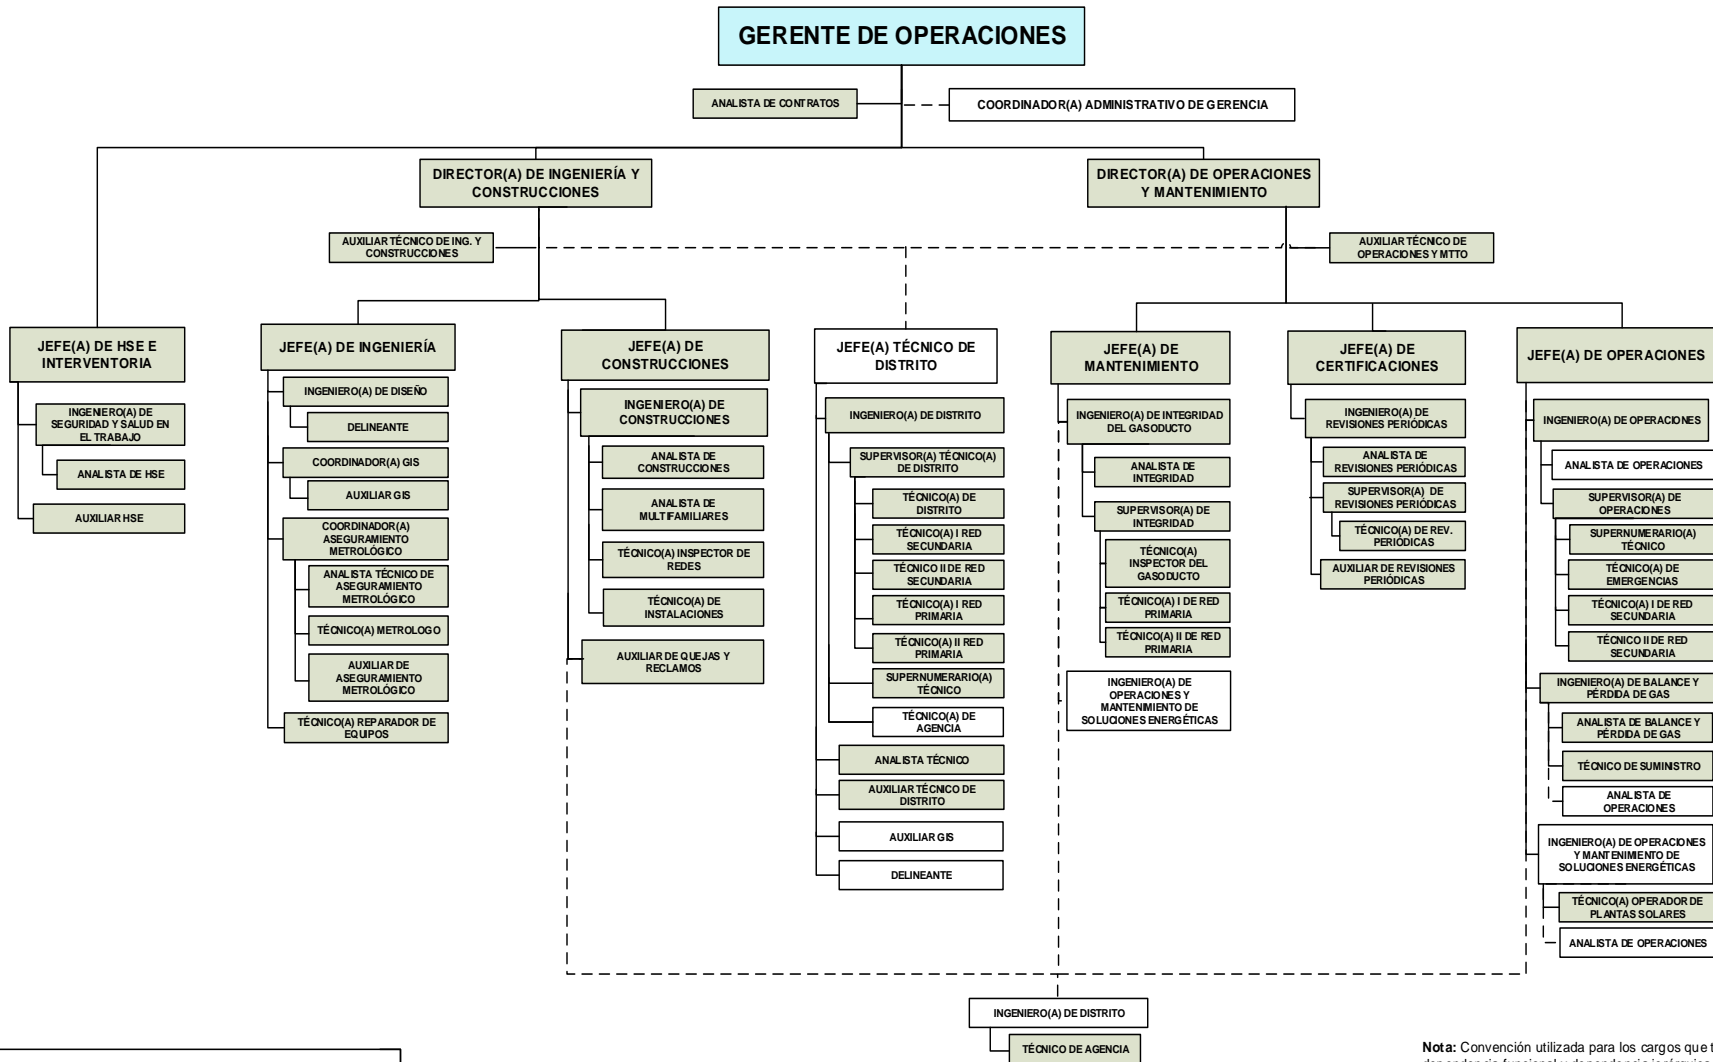 GERENTE DE OPERACIONES
ANALISTA DE CONTRATOS
COORDINADOR(A) ADMINISTRATIVO DE GERENCIA
DIRECTOR(A) DE INGENIERÍA Y
CONSTRUCCIONES
DIRECTOR(A) DE OPERACIONES
Y MANTENIMIENTO
AUXILIAR TÉCNICO DE ING. Y
CONSTRUCCIONES
AUXILIAR TÉCNICO DE
OPERACIONES Y MTTO
JEFE(A) DE HSE E
INTERVENTORIA
INGENIERO(A) DE
SEGURIDAD Y SALUD EN
EL TRABAJO
ANALISTA DE HSE
AUXILIAR HSE
JEFE(A) DE INGENIERÍA
INGENIERO(A) DE DISEÑO
DELINEANTE
COORDINADOR(A) GIS
AUXILIAR GIS
COORDINADOR(A)
ASEGURAMIENTO
METROLÓGICO
ANALISTA TÉCNICO DE
ASEGURAMIENTO
METROLÓGICO
TÉCNICO(A) METROLOGO
AUXILIAR DE
ASEGURAMIENTO
METROLÓGICO
TÉCNICO(A) REPARADOR DE
EQUIPOS
JEFE(A) DE
CONSTRUCCIONES
INGENIERO(A) DE
CONSTRUCCIONES
ANALISTA DE
CONSTRUCCIONES
ANALISTA DE
MULTIFAMILIARES
TÉCNICO(A) INSPECTOR DE
REDES
TÉCNICO(A) DE
INSTALACIONES
AUXILIAR DE QUEJAS Y
RECLAMOS
JEFE(A) TÉCNICO DE
DISTRITO
INGENIERO(A) DE DISTRITO
SUPERVISOR(A) TÉCNICO(A)
DE DISTRITO
TÉCNICO(A) DE
DISTRITO
TÉCNICO(A) I RED
SECUNDARIA
TÉCNICO II DE RED
SECUNDARIA
TÉCNICO(A) I RED
PRIMARIA
TÉCNICO(A) II RED
PRIMARIA
SUPERNUMERARIO(A)
TÉCNICO
TÉCNICO(A) DE
AGENCIA
ANALISTA TÉCNICO
AUXILIAR TÉCNICO DE
DISTRITO
AUXILIAR GIS
DELINEANTE
JEFE(A) DE
MANTENIMIENTO
INGENIERO(A) DE INTEGRIDAD
DEL GASODUCTO
ANALISTA DE
INTEGRIDAD
SUPERVISOR(A) DE
INTEGRIDAD
TÉCNICO(A)
INSPECTOR DEL
GASODUCTO
TÉCNICO(A) I DE RED
PRIMARIA
TÉCNICO(A) II DE RED
PRIMARIA
INGENIERO(A) DE
OPERACIONES Y
MANTENIMIENTO DE
SOLUCIONES ENERGÉTICAS
JEFE(A) DE
CERTIFICACIONES
INGENIERO(A) DE
REVISIONES PERIÓDICAS
ANALISTA DE
REVISIONES PERIÓDICAS
SUPERVISOR(A) DE
REVISIONES PERIÓDICAS
TÉCNICO(A) DE REV.
PERIÓDICAS
AUXILIAR DE REVISIONES
PERIÓDICAS
JEFE(A) DE OPERACIONES
INGENIERO(A) DE OPERACIONES
ANALISTA DE OPERACIONES
SUPERVISOR(A) DE
OPERACIONES
SUPERNUMERARIO(A)
TÉCNICO
TÉCNICO(A) DE
EMERGENCIAS
TÉCNICO(A) I DE RED
SECUNDARIA
TÉCNICO II DE RED
SECUNDARIA
INGENIERO(A) DE BALANCE Y
PÉRDIDA DE GAS
ANALISTA DE BALANCE Y
PÉRDIDA DE GAS
TÉCNICO DE SUMINISTRO
ANALISTA DE
OPERACIONES
INGENIERO(A) DE OPERACIONES
Y MANTENIMIENTO DE
SOLUCIONES ENERGÉTICAS
TÉCNICO(A) OPERADOR DE
PLANTAS SOLARES
ANALISTA DE OPERACIONES
INGENIERO(A) DE DISTRITO
TÉCNICO DE AGENCIA
Nota: Convención utilizada para los cargos que